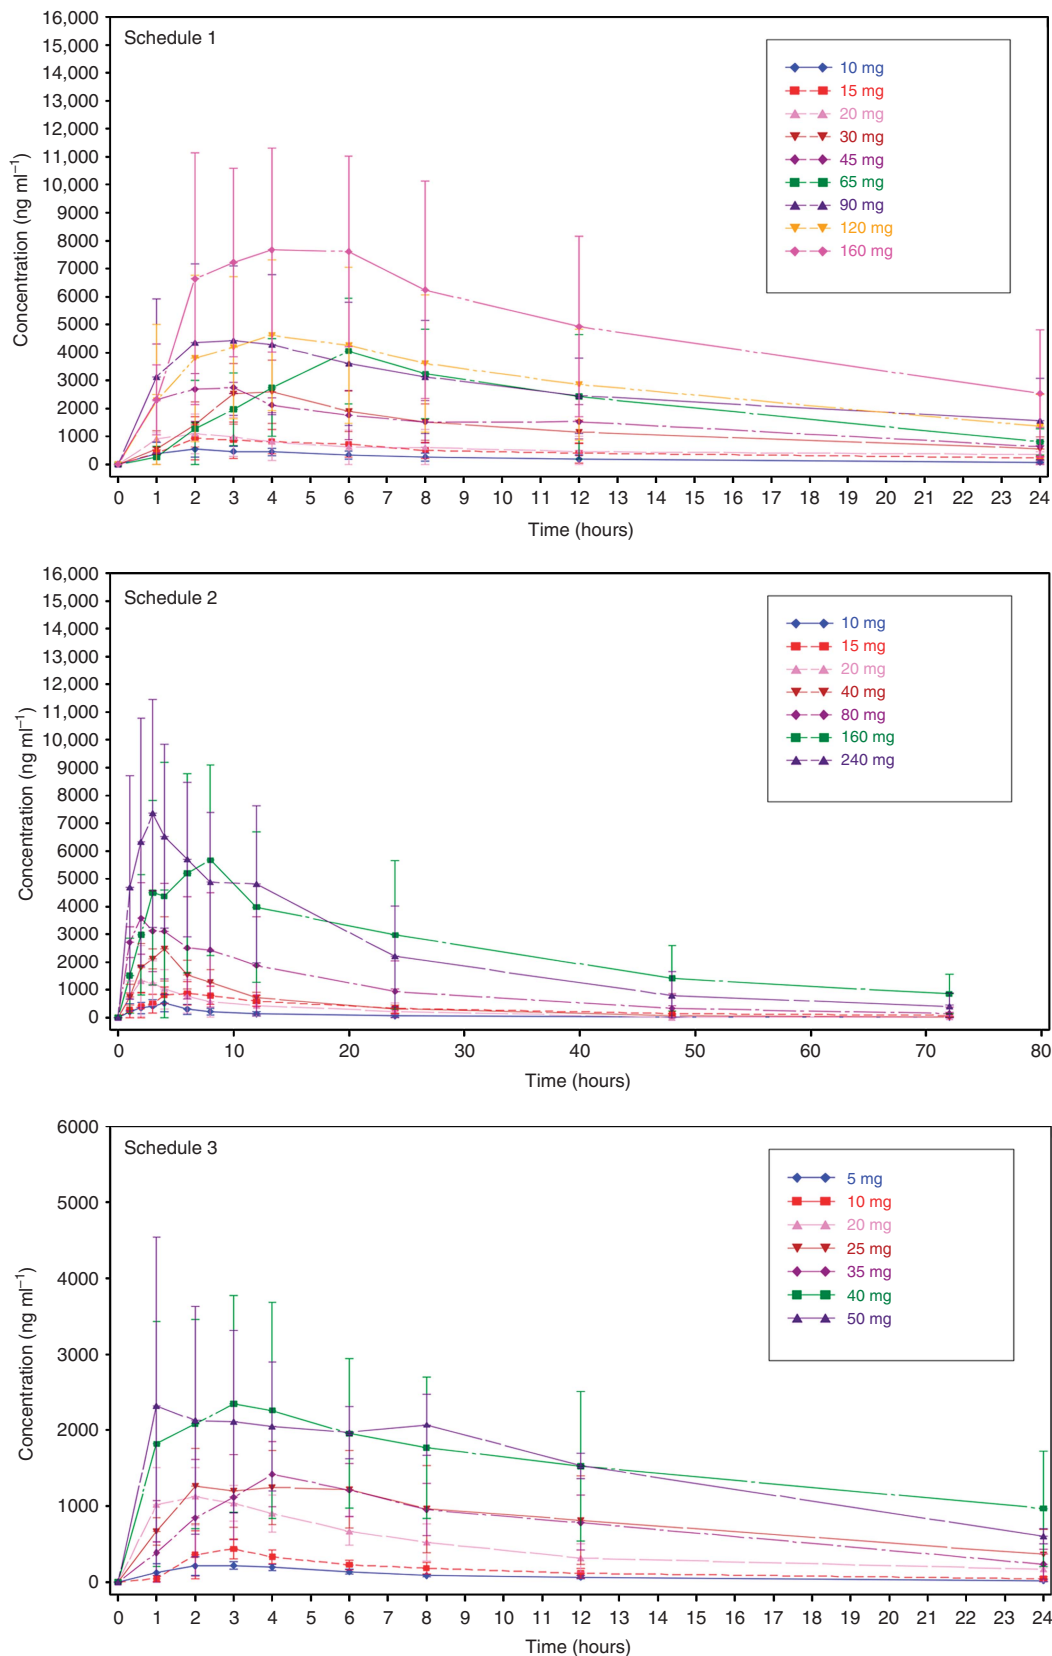 Schedule 1
Concentration (ng ml⁻¹)
16,000
15,000
14,000
13,000
12,000
11,000
10,000
9000
8000
7000
6000
5000
4000
3000
2000
1000
0
10 mg
15 mg
20 mg
30 mg
45 mg
65 mg
90 mg
120 mg
160 mg
0 1 2 3 4 5 6 7 8 9 10 11 12 13 14 15 16 17 18 19 20 21 22 23 24
Time (hours)
Schedule 2
Concentration (ng ml⁻¹)
16,000
15,000
14,000
13,000
12,000
11,000
10,000
9000
8000
7000
6000
5000
4000
3000
2000
1000
0
10 mg
15 mg
20 mg
40 mg
80 mg
160 mg
240 mg
0 10 20 30 40 50 60 70 80
Time (hours)
Schedule 3
Concentration (ng ml⁻¹)
6000
5000
4000
3000
2000
1000
0
5 mg
10 mg
20 mg
25 mg
35 mg
40 mg
50 mg
0 1 2 3 4 5 6 7 8 9 10 11 12 13 14 15 16 17 18 19 20 21 22 23 24
Time (hours)